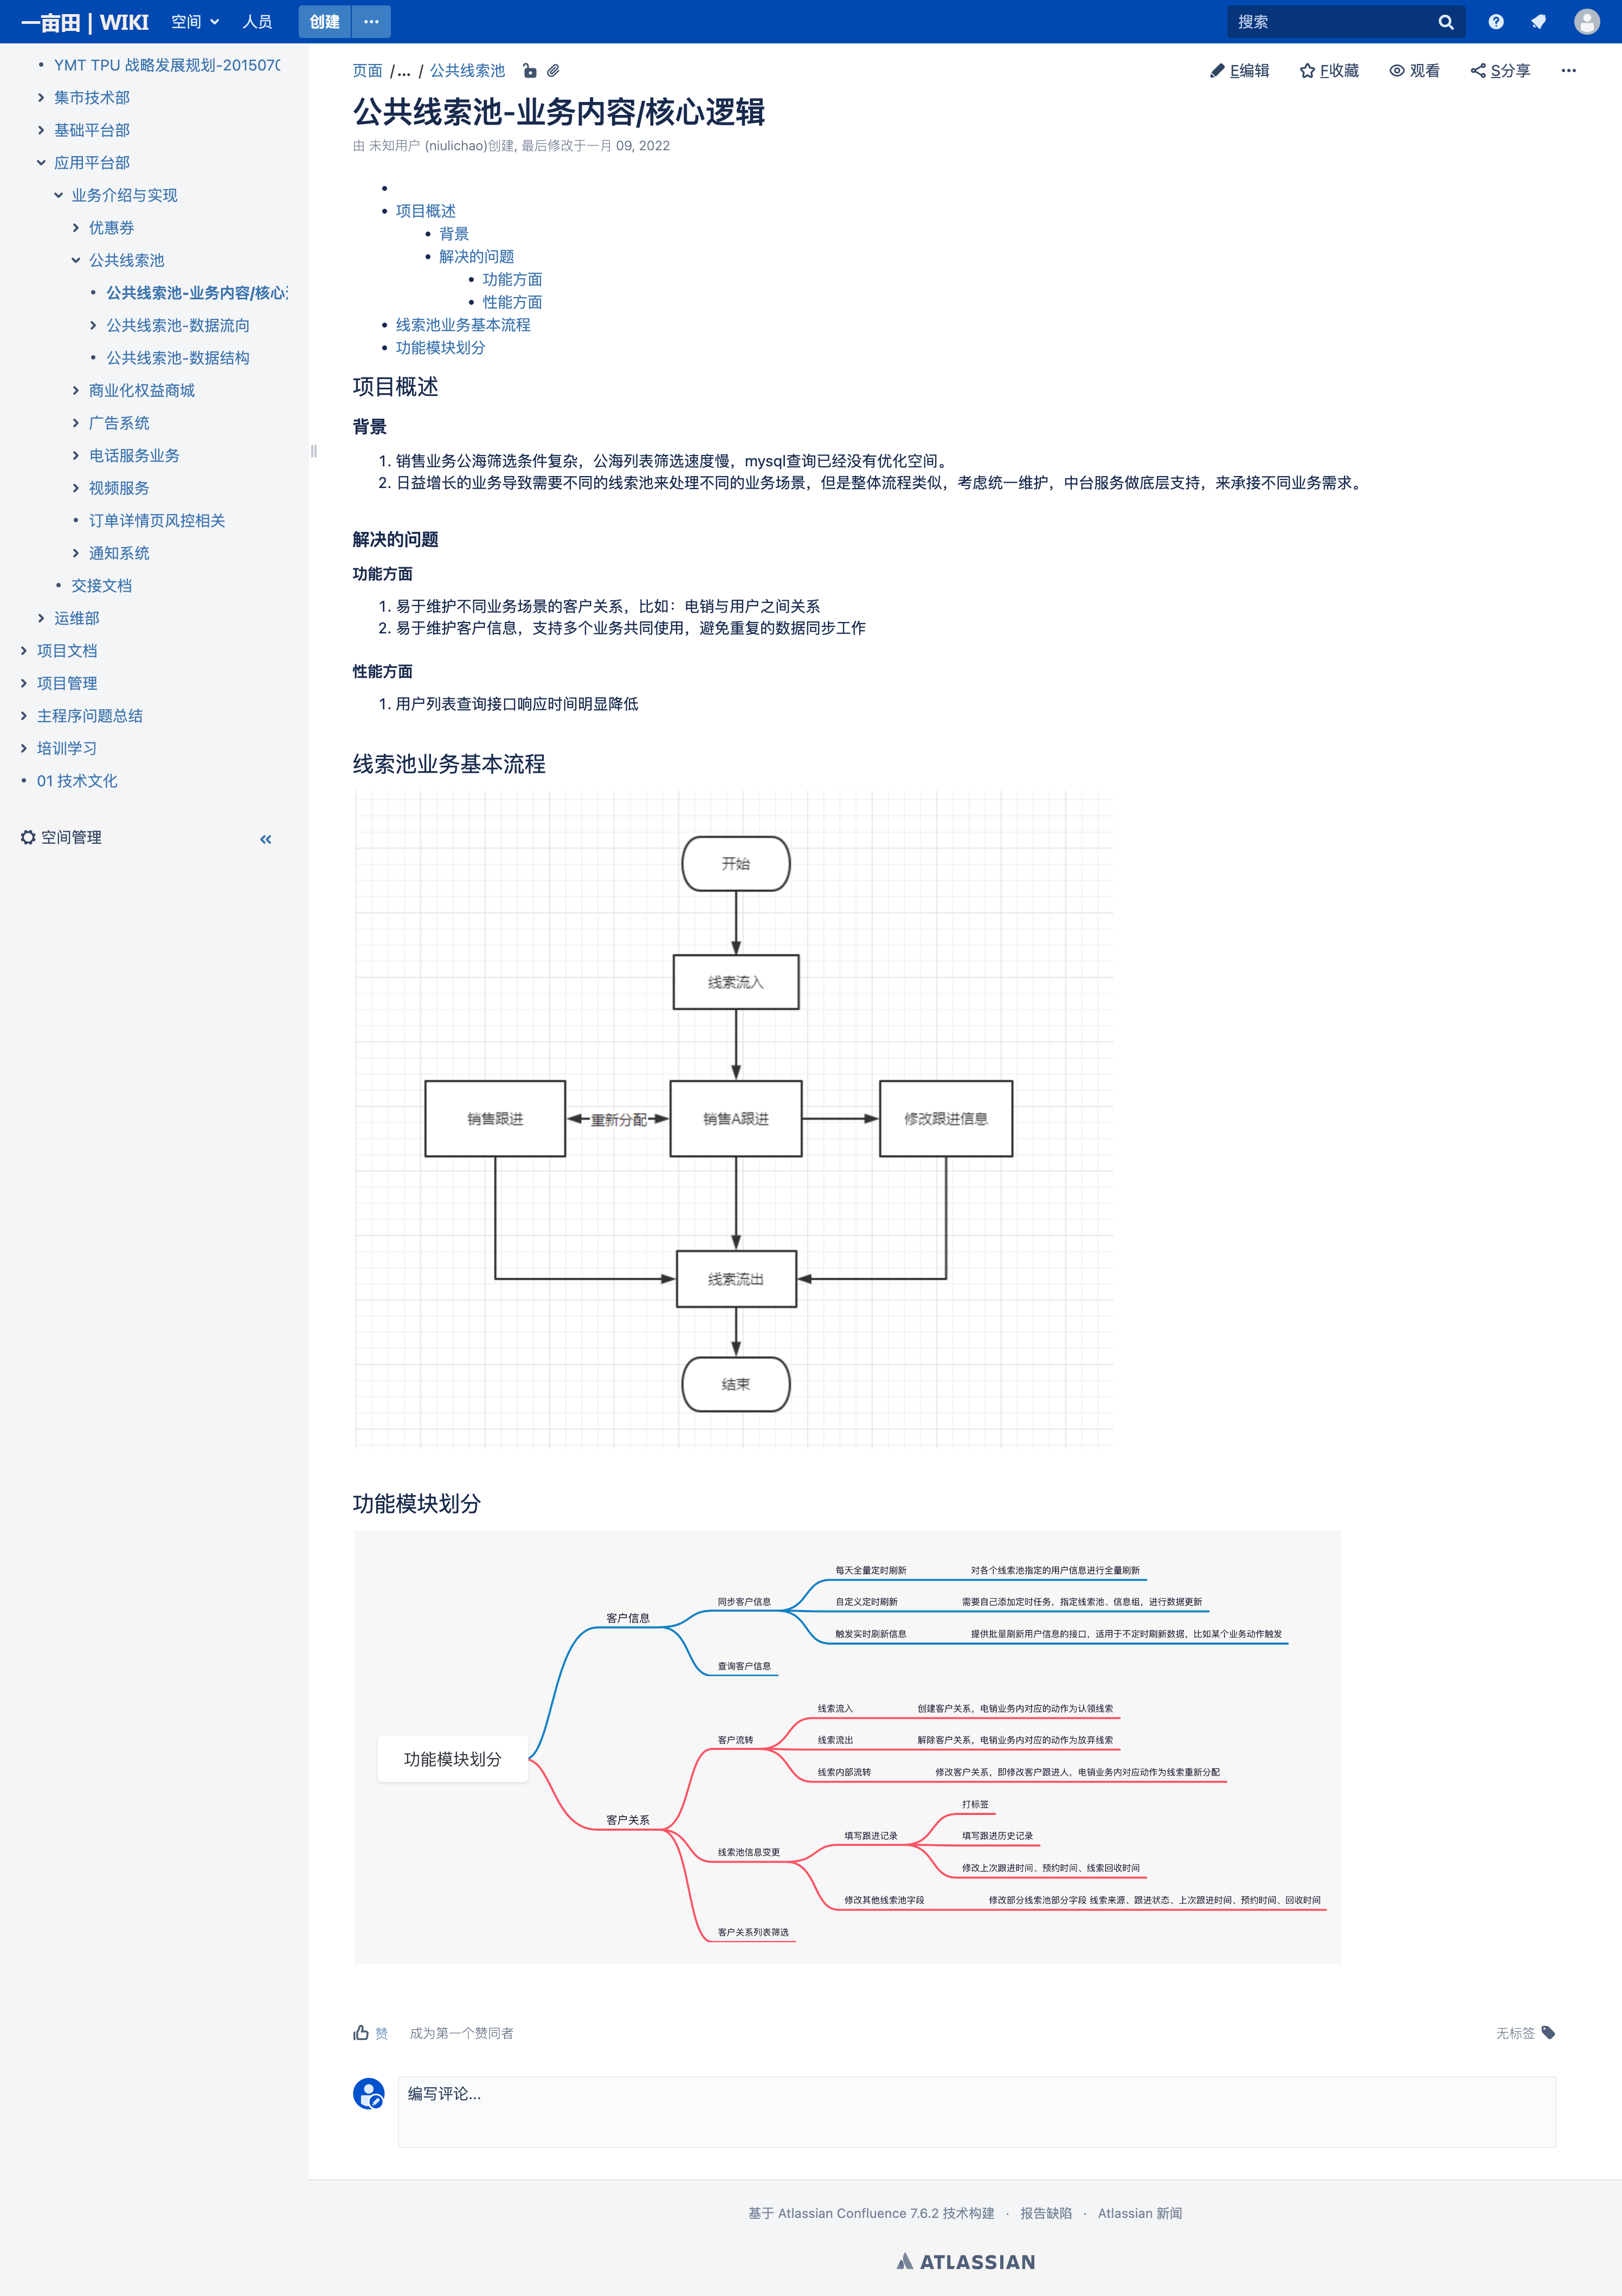 一亩田 | WIKI
空间
人员
创建
搜索
YMT TPU 战略发展规划-201507
集市技术部
基础平台部
应用平台部
业务介绍与实现
优惠券
公共线索池
公共线索池-业务内容/核心
公共线索池-数据流向
公共线索池-数据结构
商业化权益商城
广告系统
电话服务业务
视频服务
订单详情页风控相关
通知系统
交接文档
运维部
项目文档
项目管理
主程序问题总结
培训学习
01 技术文化
空间管理
页面 /... / 公共线索池
E编辑
F收藏
观看
S分享
公共线索池-业务内容/核心逻辑
由 未知用户 (niulichao)创建, 最后修改于一月 09, 2022
项目概述
背景
解决的问题
功能方面
性能方面
线索池业务基本流程
功能模块划分
项目概述
背景
1. 销售业务公海筛选条件复杂，公海列表筛选速度慢，mysql查询已经没有优化空间。
2. 日益增长的业务导致需要不同的线索池来处理不同的业务场景，但是整体流程类似，考虑统一维护，中台服务做底层支持，来承接不同业务需求。
解决的问题
功能方面
1. 易于维护不同业务场景的客户关系，比如：电销与用户之间关系
2. 易于维护客户信息，支持多个业务共同使用，避免重复的数据同步工作
性能方面
1. 用户列表查询接口响应时间明显降低
线索池业务基本流程
开始
线索流入
销售跟进
重新分配
销售A跟进
修改跟进信息
线索流出
结束
功能模块划分
功能模块划分
客户信息
同步客户信息
每天全量定时刷新
对各个线索池指定的用户信息进行全量刷新
自定义定时刷新
需要自己添加定时任务，指定线索池、信息组，进行数据更新
触发实时刷新信息
提供批量刷新用户信息的接口，适用于不定时刷新数据，比如某个业务动作触发
查询客户信息
客户关系
客户流转
线索流入
创建客户关系，电销业务内对应的动作为认领线索
线索流出
解除客户关系，电销业务内对应的动作为放弃线索
线索内部流转
修改客户关系，即修改客户跟进人，电销业务内对应动作为线索重新分配
线索池信息变更
填写跟进记录
打标签
填写跟进历史记录
修改上次跟进时间、预约时间、线索回收时间
修改其他线索池字段
修改部分线索池部分字段 线索来源、跟进状态、上次跟进时间、预约时间、回收时间
客户关系列表筛选
赞
成为第一个赞同者
无标签
编写评论...
基于 Atlassian Confluence 7.6.2 技术构建 · 报告缺陷 · Atlassian 新闻
ATLASSIAN